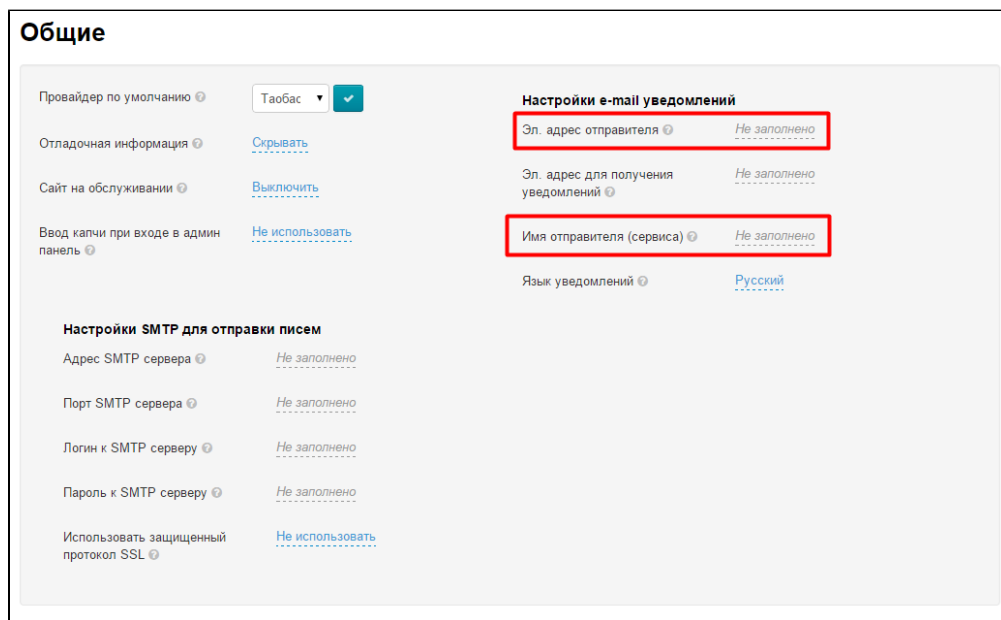 Общие
Провайдер по умолчанию
Таобас
Отладочная информация
Скрывать
Сайт на обслуживании
Выключить
Ввод капчи при входе в админ
панель
Не использовать
Настройки e-mail уведомлений
Эл. адрес отправителя
Не заполнено
Эл. адрес для получения
уведомлений
Не заполнено
Имя отправителя (сервиса)
Не заполнено
Язык уведомлений
Русский
Настройки SMTP для отправки писем
Адрес SMTP сервера
Не заполнено
Порт SMTP сервера
Не заполнено
Логин к SMTP серверу
Не заполнено
Пароль к SMTP серверу
Не заполнено
Использовать защищенный
протокол SSL
Не использовать